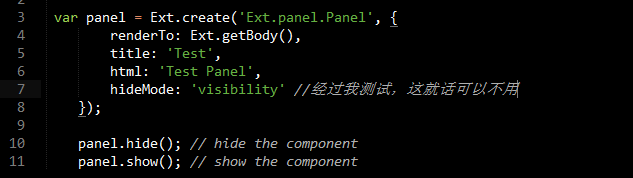 3 var panel = Ext.create('Ext.panel.Panel', {
4 renderTo: Ext.getBody(),
5 title: 'Test',
6 html: 'Test Panel',
7 hideMode: 'visibility' //经过我测试，这就话可以不用
8 });
9
10 panel.hide(); // hide the component
11 panel.show(); // show the component